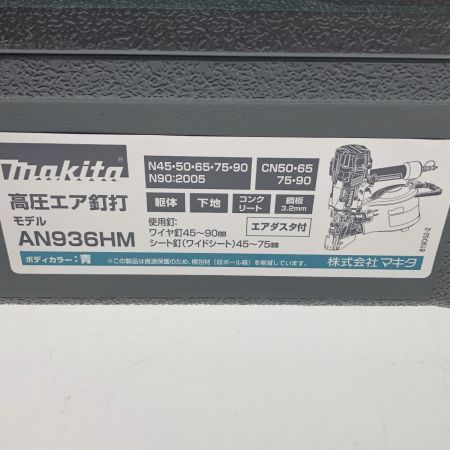 makita®
高圧エア釘打
モデル
AN936HM
ボディカラー：青
N45・50・65・75・90
N90:2005
CN50・65
75・90
躯体
下地
コンク
リート
鋼板
3.2mm
使用釘：
ワイヤ釘45～90㎜
シート釘（ワイドシート）45～75㎜
エアダスタ付
※この製品は資源保護のため、梱包材（段ボール箱）を削減しています。
株式会社マキタ
819D52-2